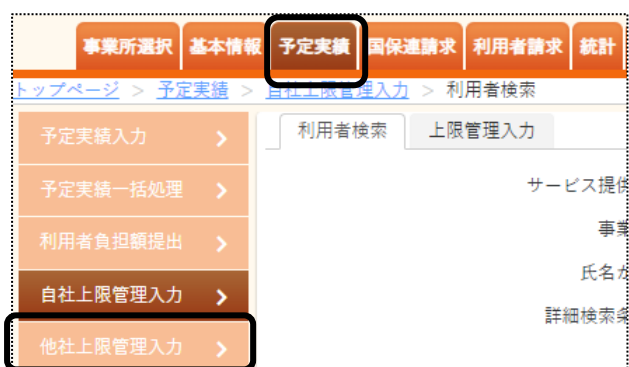 事業所選択 基本情報 予定実績 国保連請求 利用者請求 統計
トップページ > 予定実績 > 自社上限管理入力 > 利用者検索
予定実績入力
予定実績一括処理
利用者負担額提出
自社上限管理入力
他社上限管理入力
利用者検索 上限管理入力
サービス提供
事業
氏名カ
詳細検索条